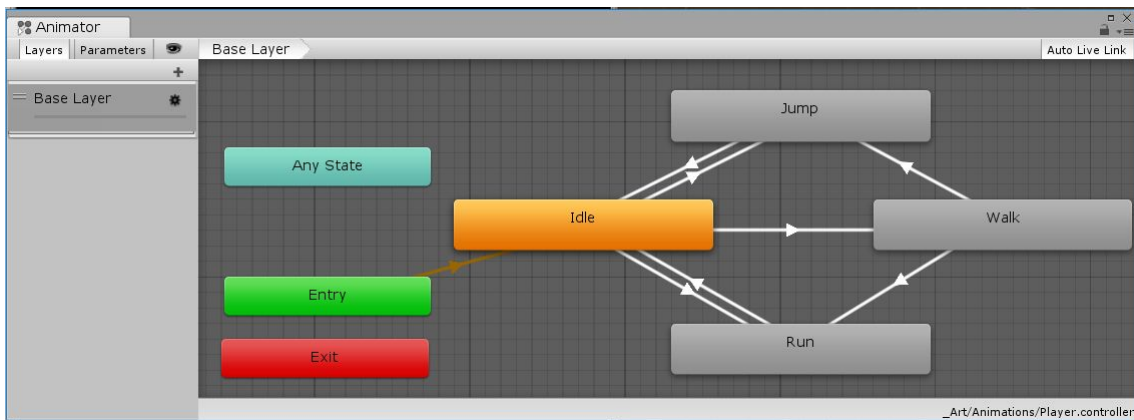 Animator
Layers Parameters
Base Layer
Auto Live Link
Base Layer
Jump
Any State
Idle
Walk
Entry
Run
Exit
_Art/Animations/Player.controller